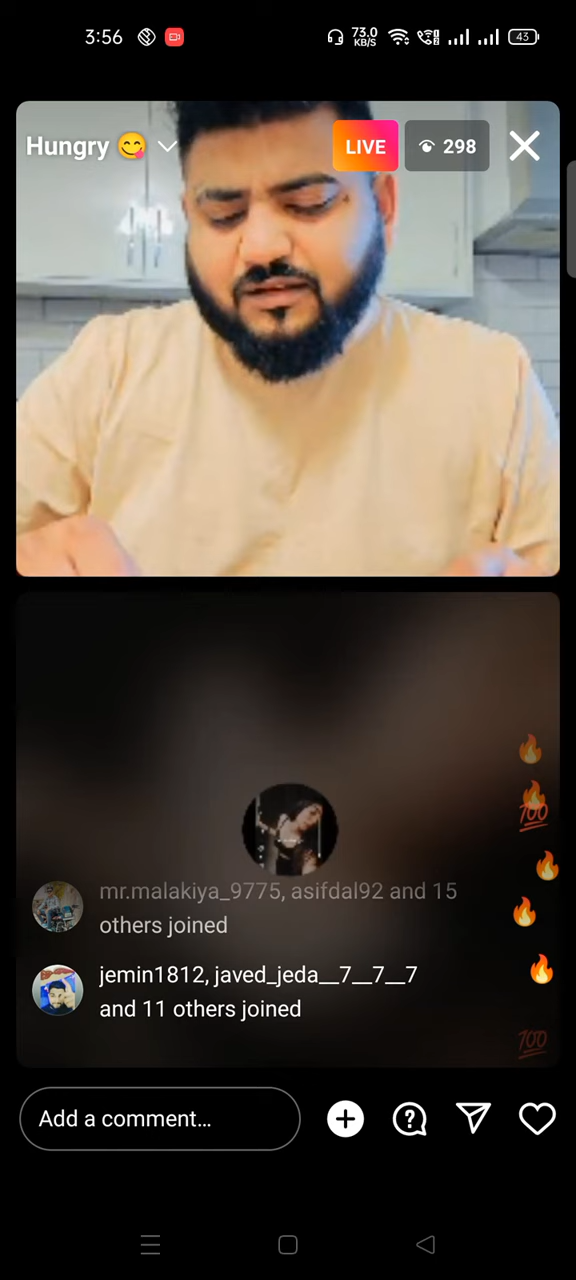 3:56
73.0
KB/S
43
Hungry 😋
LIVE
298
mr.malakiya_9775, asifdal92 and 15
others joined
jemin1812, javed_jeda__7__7__7
and 11 others joined
Add a comment...